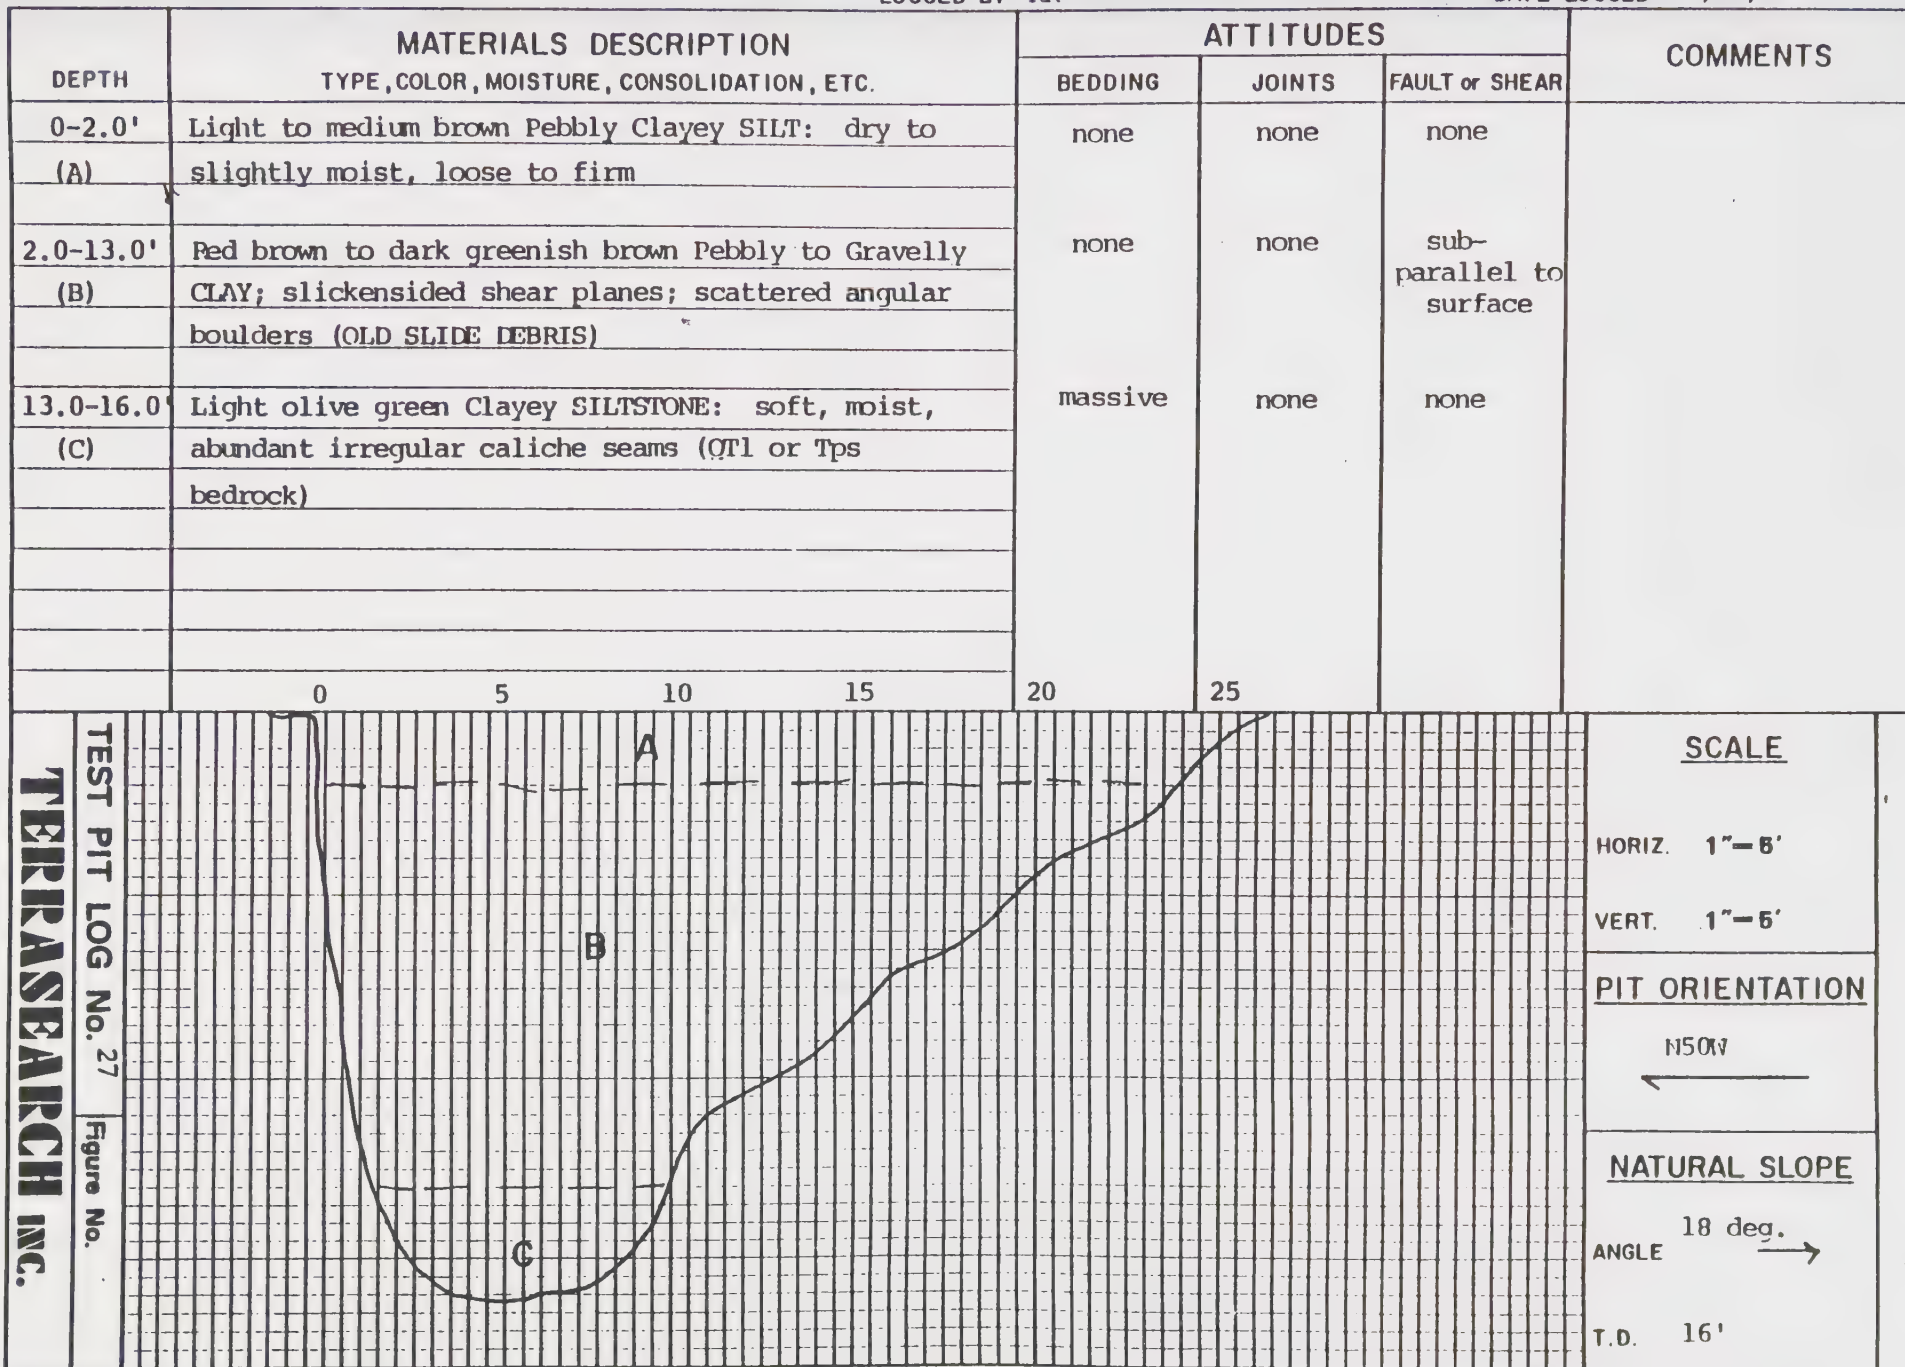 MATERIALS DESCRIPTION
TYPE, COLOR, MOISTURE, CONSOLIDATION, ETC.
DEPTH
ATTITUDES
BEDDING
JOINTS
FAULT or SHEAR
COMMENTS
0-2.0' Light to medium brown Pebbly Clayey SILT: dry to none none none
(A) slightly moist, loose to firm
2.0-13.0' Red brown to dark greenish brown Pebbly to Gravelly none none sub-
parallel to
(B) CLAY; slickensided shear planes; scattered angular
surface
boulders (OLD SLIDE DEBRIS)
13.0-16.0' Light olive green Clayey SILTSTONE: soft, moist, massive none none
(C) abundant irregular caliche seams (QTl or Tps
bedrock)
0 5 10 15 20 25
A
B
C
TEST PIT LOG No. 27
Figure No.
TERRASEARCH INC.
SCALE
HORIZ. 1"=5'
VERT. 1"=5'
PIT ORIENTATION
N50W
NATURAL SLOPE
18 deg.
ANGLE
T.D. 16'